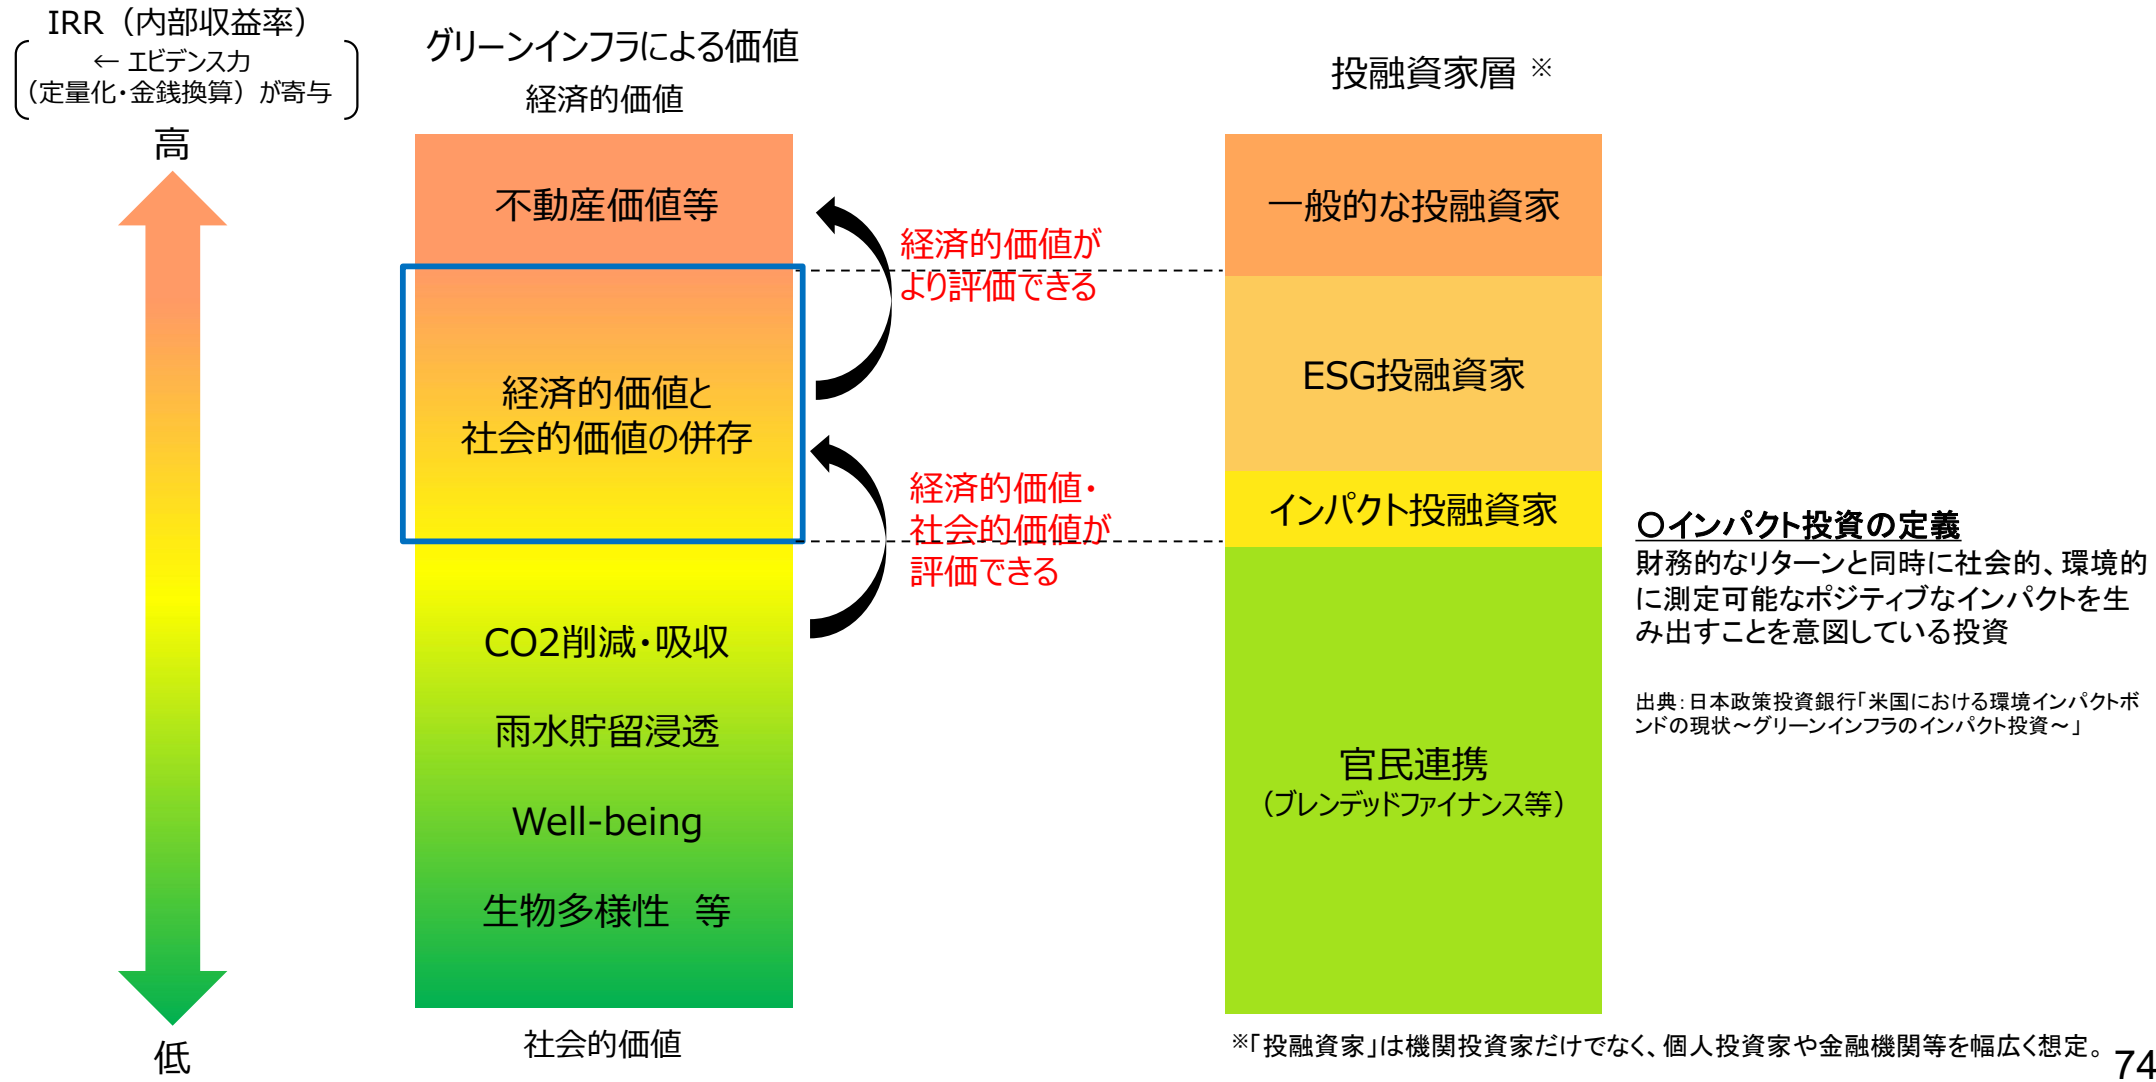 IRR（内部収益率）
← エビデンス力
（定量化・金銭換算）が寄与
高
低
グリーンインフラによる価値
経済的価値
不動産価値等
経済的価値と
社会的価値の併存
CO2削減・吸収
雨水貯留浸透
Well-being
生物多様性　等
社会的価値
経済的価値が
より評価できる
経済的価値・
社会的価値が
評価できる
投融資家層 ※
一般的な投融資家
ESG投融資家
インパクト投融資家
官民連携
（ブレンデッドファイナンス等）
〇インパクト投資の定義
財務的なリターンと同時に社会的、環境的
に測定可能なポジティブなインパクトを生
み出すことを意図している投資
出典：日本政策投資銀行「米国における環境インパクトボ
ンドの現状～グリーンインフラのインパクト投資～」
※「投融資家」は機関投資家だけでなく、個人投資家や金融機関等を幅広く想定。
74